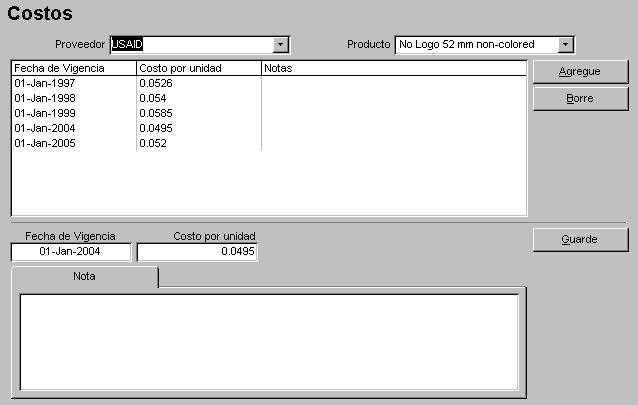 Costos
Proveedor USAID Producto No Logo 52 mm non-colored
Fecha de Vigencia Costo por unidad Notas Agregue
01-Jan-1997 0.0526
01-Jan-1998 0.054 Borre
01-Jan-1999 0.0585
01-Jan-2004 0.0495
01-Jan-2005 0.052
Fecha de Vigencia Costo por unidad Guarde
01-Jan-2004 0.0495
Nota